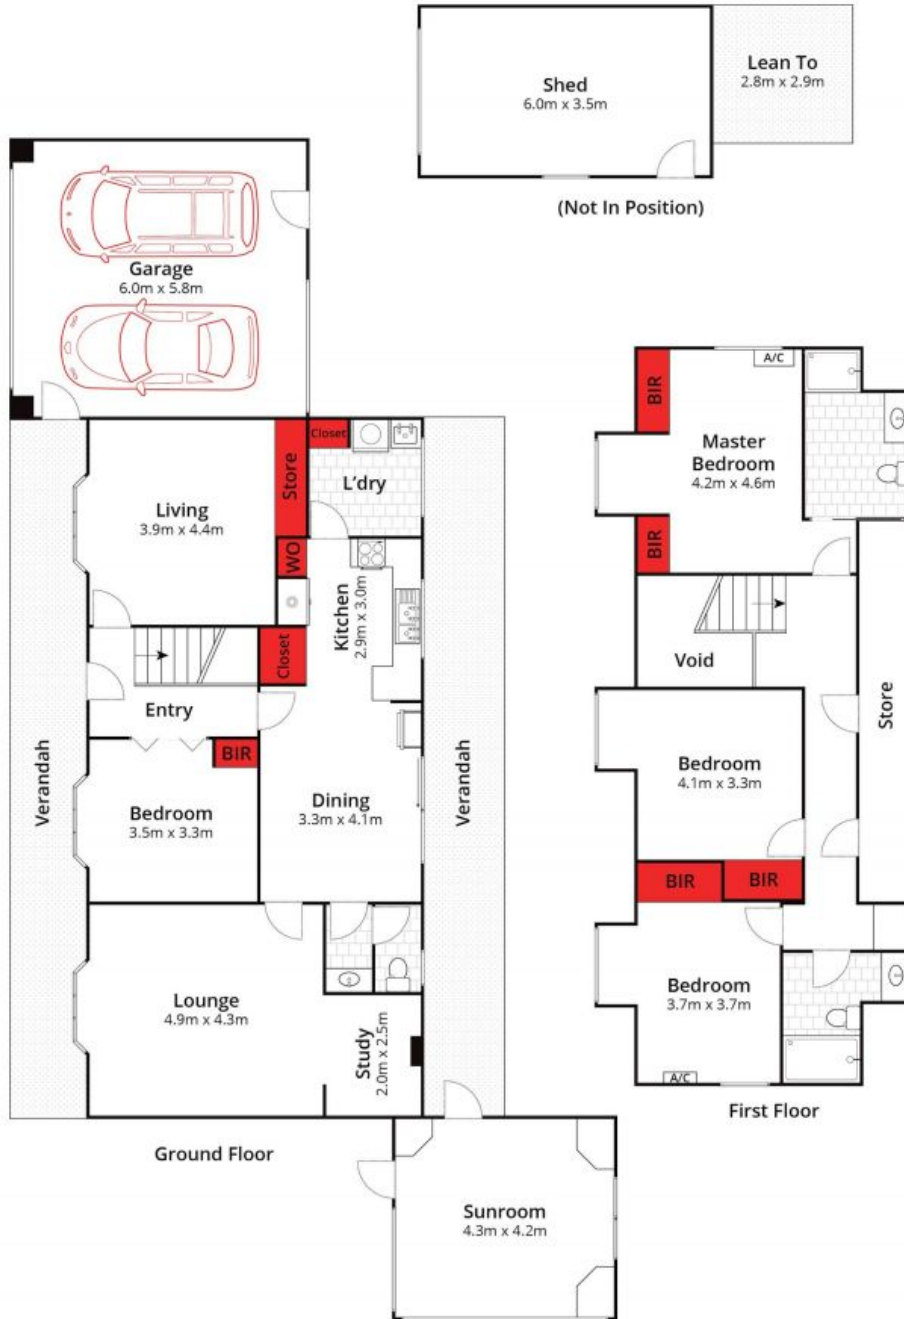 Shed
6.0m x 3.5m
Lean To
2.8m x 2.9m
(Not In Position)
Garage
6.0m x 5.8m
Living
3.9m x 4.4m
Store
Closet
L'dry
WO
Kitchen
2.9m x 3.0m
Closet
Entry
BIR
Bedroom
3.5m x 3.3m
Dining
3.3m x 4.1m
Verandah
Verandah
Lounge
4.9m x 4.3m
Study
2.0m x 2.5m
Ground Floor
Sunroom
4.3m x 4.2m
A/C
BIR
Master
Bedroom
4.2m x 4.6m
BIR
Void
Store
Bedroom
4.1m x 3.3m
BIR
BIR
Bedroom
3.7m x 3.7m
A/C
First Floor